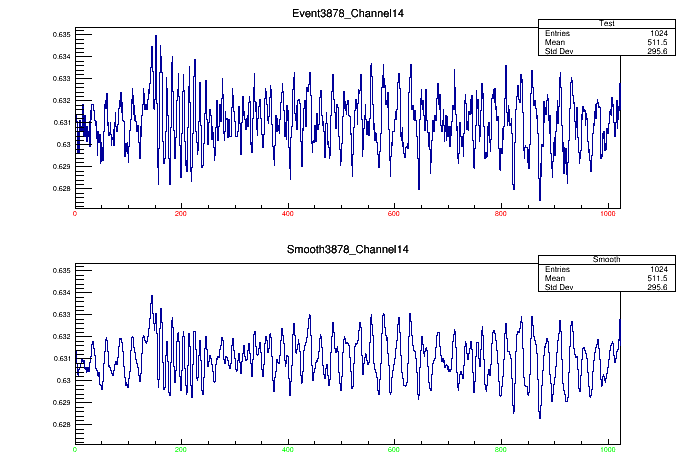 Event3878_Channel14
Test
Entries 1024
Mean 511.5
Std Dev 295.6
0.635
0.634
0.633
0.632
0.631
0.63
0.629
0.628
0 200 400 600 800 1000
Smooth3878_Channel14
Smooth
Entries 1024
Mean 511.5
Std Dev 295.6
0.635
0.634
0.633
0.632
0.631
0.63
0.629
0.628
0 200 400 600 800 1000